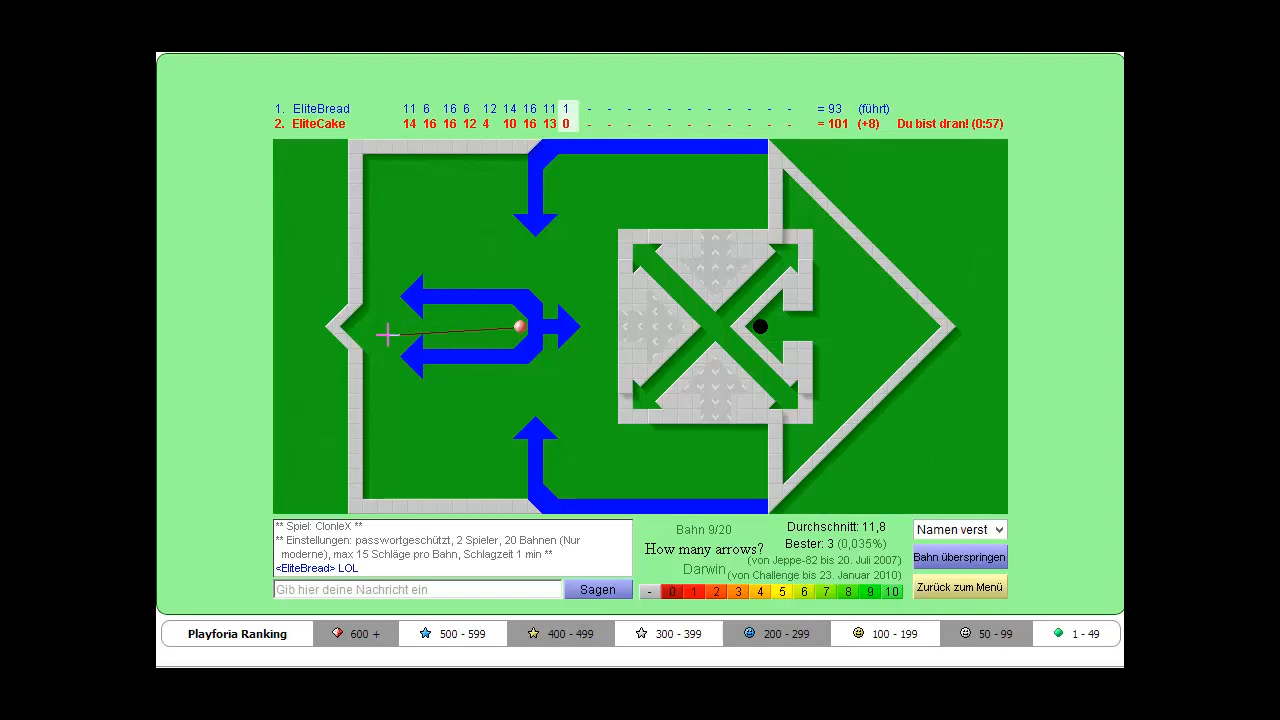 1. EliteBread 11 6 16 6 12 14 16 11 1 - - - - - - - - - - - = 93 (führt)
2. EliteCake 14 16 16 12 4 10 16 13 0 - - - - - - - - - - - = 101 (+8) Du bist dran! (0:57)
** Spiel: ClonleX **
** Einstellungen: passwortgeschützt, 2 Spieler, 20 Bahnen (Nur
moderne), max 15 Schläge pro Bahn, Schlagzeit 1 min **
<EliteBread> LOL
Gib hier deine Nachricht ein
Sagen
Bahn 9/20
How many arrows?
Darwin
Durchschnitt: 11,8
Bester: 3 (0,035%)
(von Jeppe-82 bis 20. Juli 2007)
(von Challenge bis 23. Januar 2010)
- 0 1 2 3 4 5 6 7 8 9 10
Namen verst
Bahn überspringen
Zurück zum Menü
Playforia Ranking 600 + 500 - 599 400 - 499 300 - 399 200 - 299 100 - 199 50 - 99 1 - 49